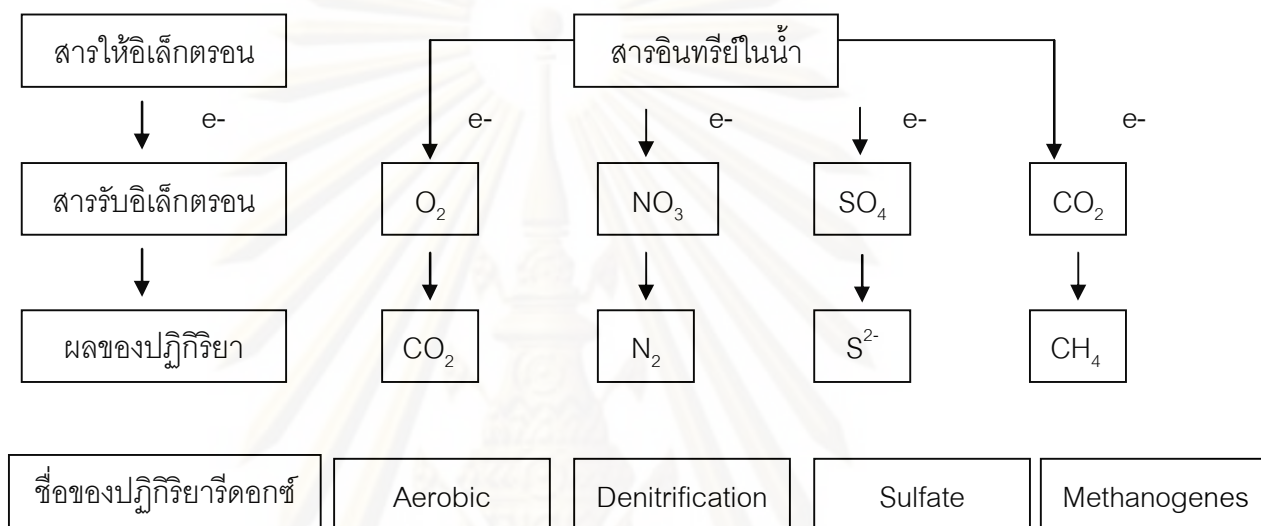 สารให้อิเล็กตรอน สารอินทรีย์ในน้ำ
e- e- e- e- e-
สารรับอิเล็กตรอน O₂ NO₃ SO₄ CO₂
ผลของปฏิกิริยา CO₂ N₂ S²⁻ CH₄
ชื่อของปฏิกิริยารีดอกซ์ Aerobic Denitrification Sulfate Methanogenes